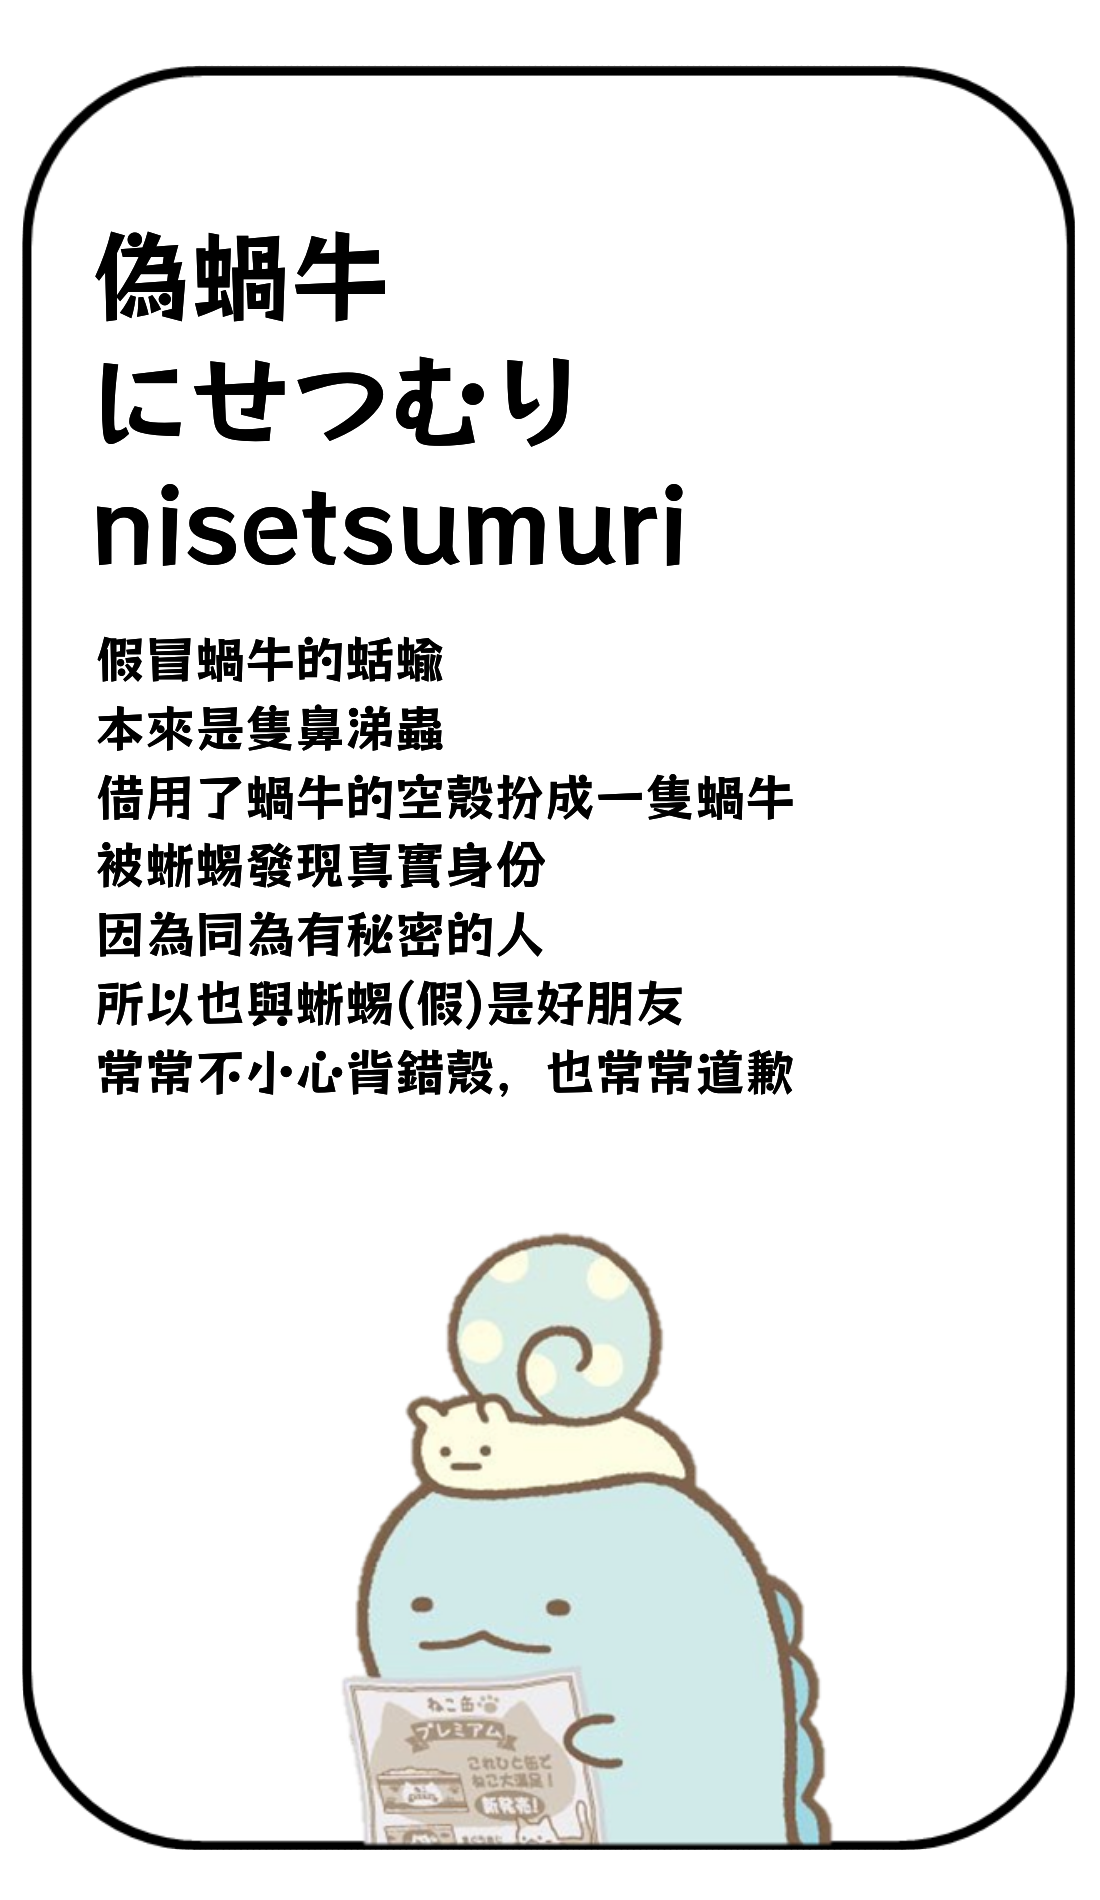 偽蝸牛
にせつむり
nisetsumuri
假冒蝸牛的蛞蝓
本來是隻鼻涕蟲
借用了蝸牛的空殼扮成一隻蝸牛
被蜥蜴發現真實身份
因為同為有秘密的人
所以也與蜥蜴(假)是好朋友
常常不小心背錯殼，也常常道歉
ねこ缶
プレミアム
これひと缶で
ねこ大満足！
新発売!